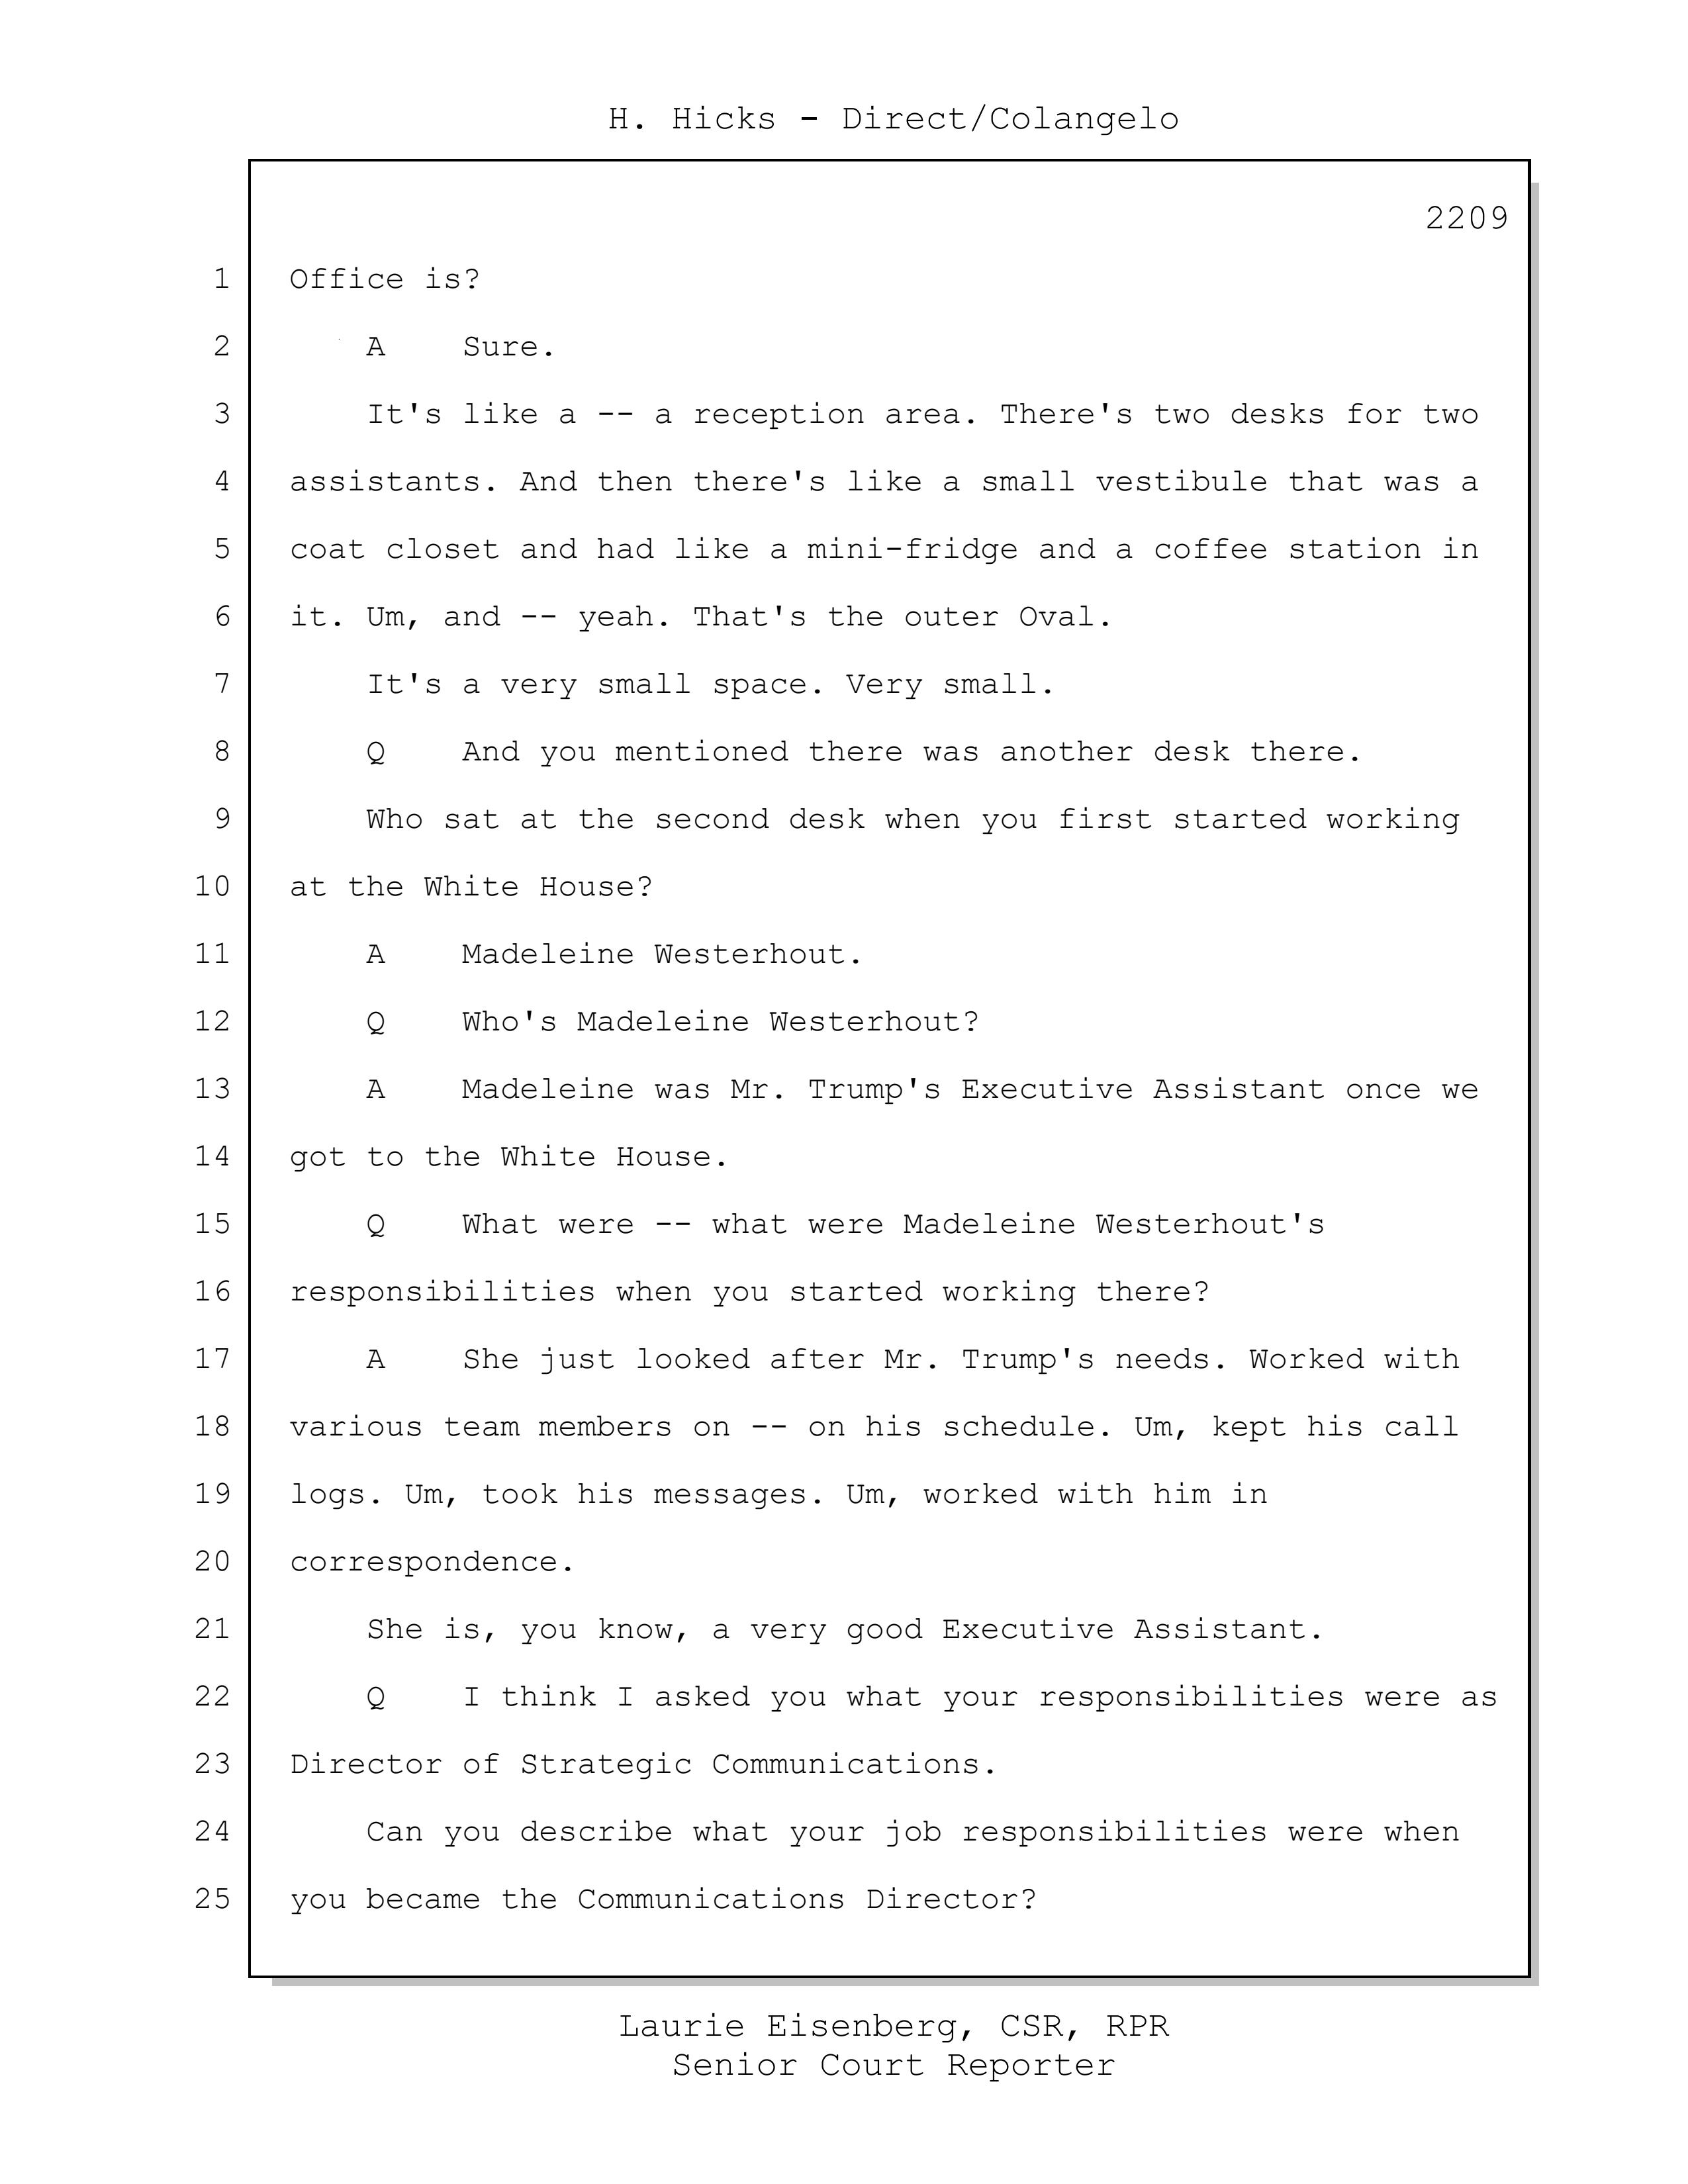 H. Hicks - Direct/Colangelo
2209
1 Office is?
2 A Sure.
3 It's like a -- a reception area. There's two desks for two
4 assistants. And then there's like a small vestibule that was a
5 coat closet and had like a mini-fridge and a coffee station in
6 it. Um, and -- yeah. That's the outer Oval.
7 It's a very small space. Very small.
8 Q And you mentioned there was another desk there.
9 Who sat at the second desk when you first started working
10 at the White House?
11 A Madeleine Westerhout.
12 Q Who's Madeleine Westerhout?
13 A Madeleine was Mr. Trump's Executive Assistant once we
14 got to the White House.
15 Q What were -- what were Madeleine Westerhout's
16 responsibilities when you started working there?
17 A She just looked after Mr. Trump's needs. Worked with
18 various team members on -- on his schedule. Um, kept his call
19 logs. Um, took his messages. Um, worked with him in
20 correspondence.
21 She is, you know, a very good Executive Assistant.
22 Q I think I asked you what your responsibilities were as
23 Director of Strategic Communications.
24 Can you describe what your job responsibilities were when
25 you became the Communications Director?
Laurie Eisenberg, CSR, RPR
Senior Court Reporter